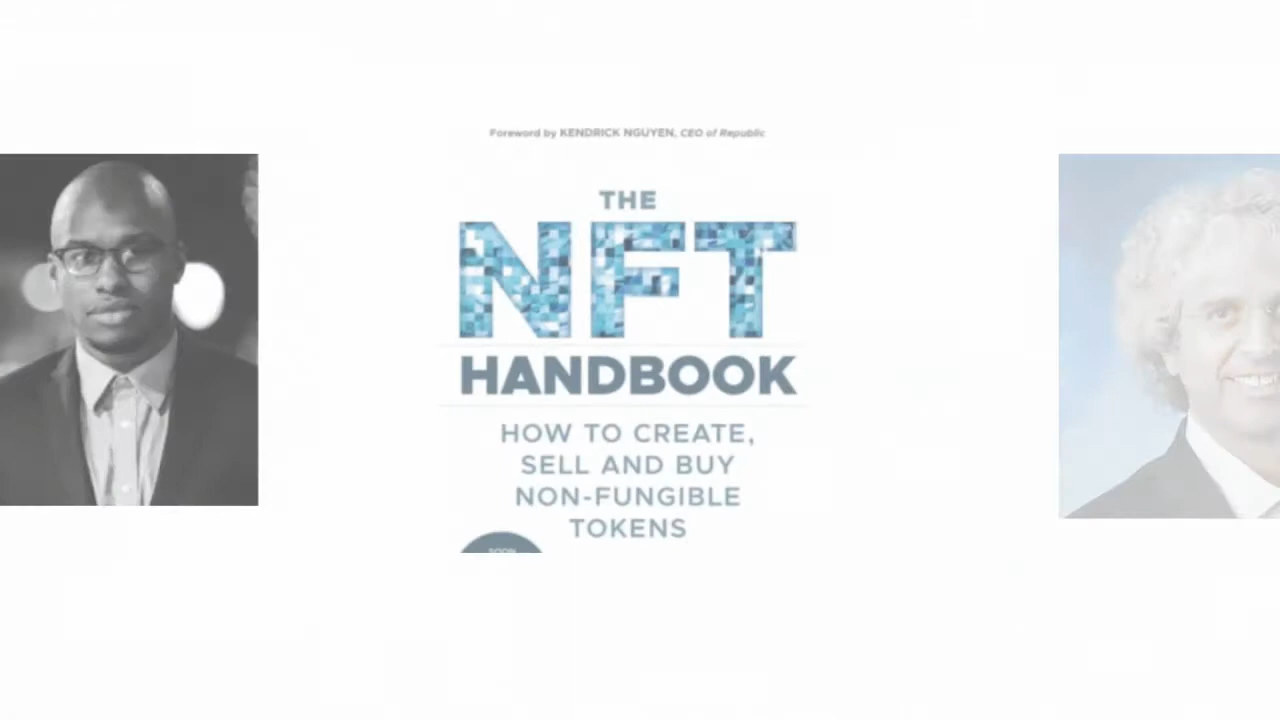 Foreword by KENDRICK NGUYEN, CEO of Republic
THE
NFT
HANDBOOK
HOW TO CREATE,
SELL AND BUY
NON-FUNGIBLE
TOKENS
SOON